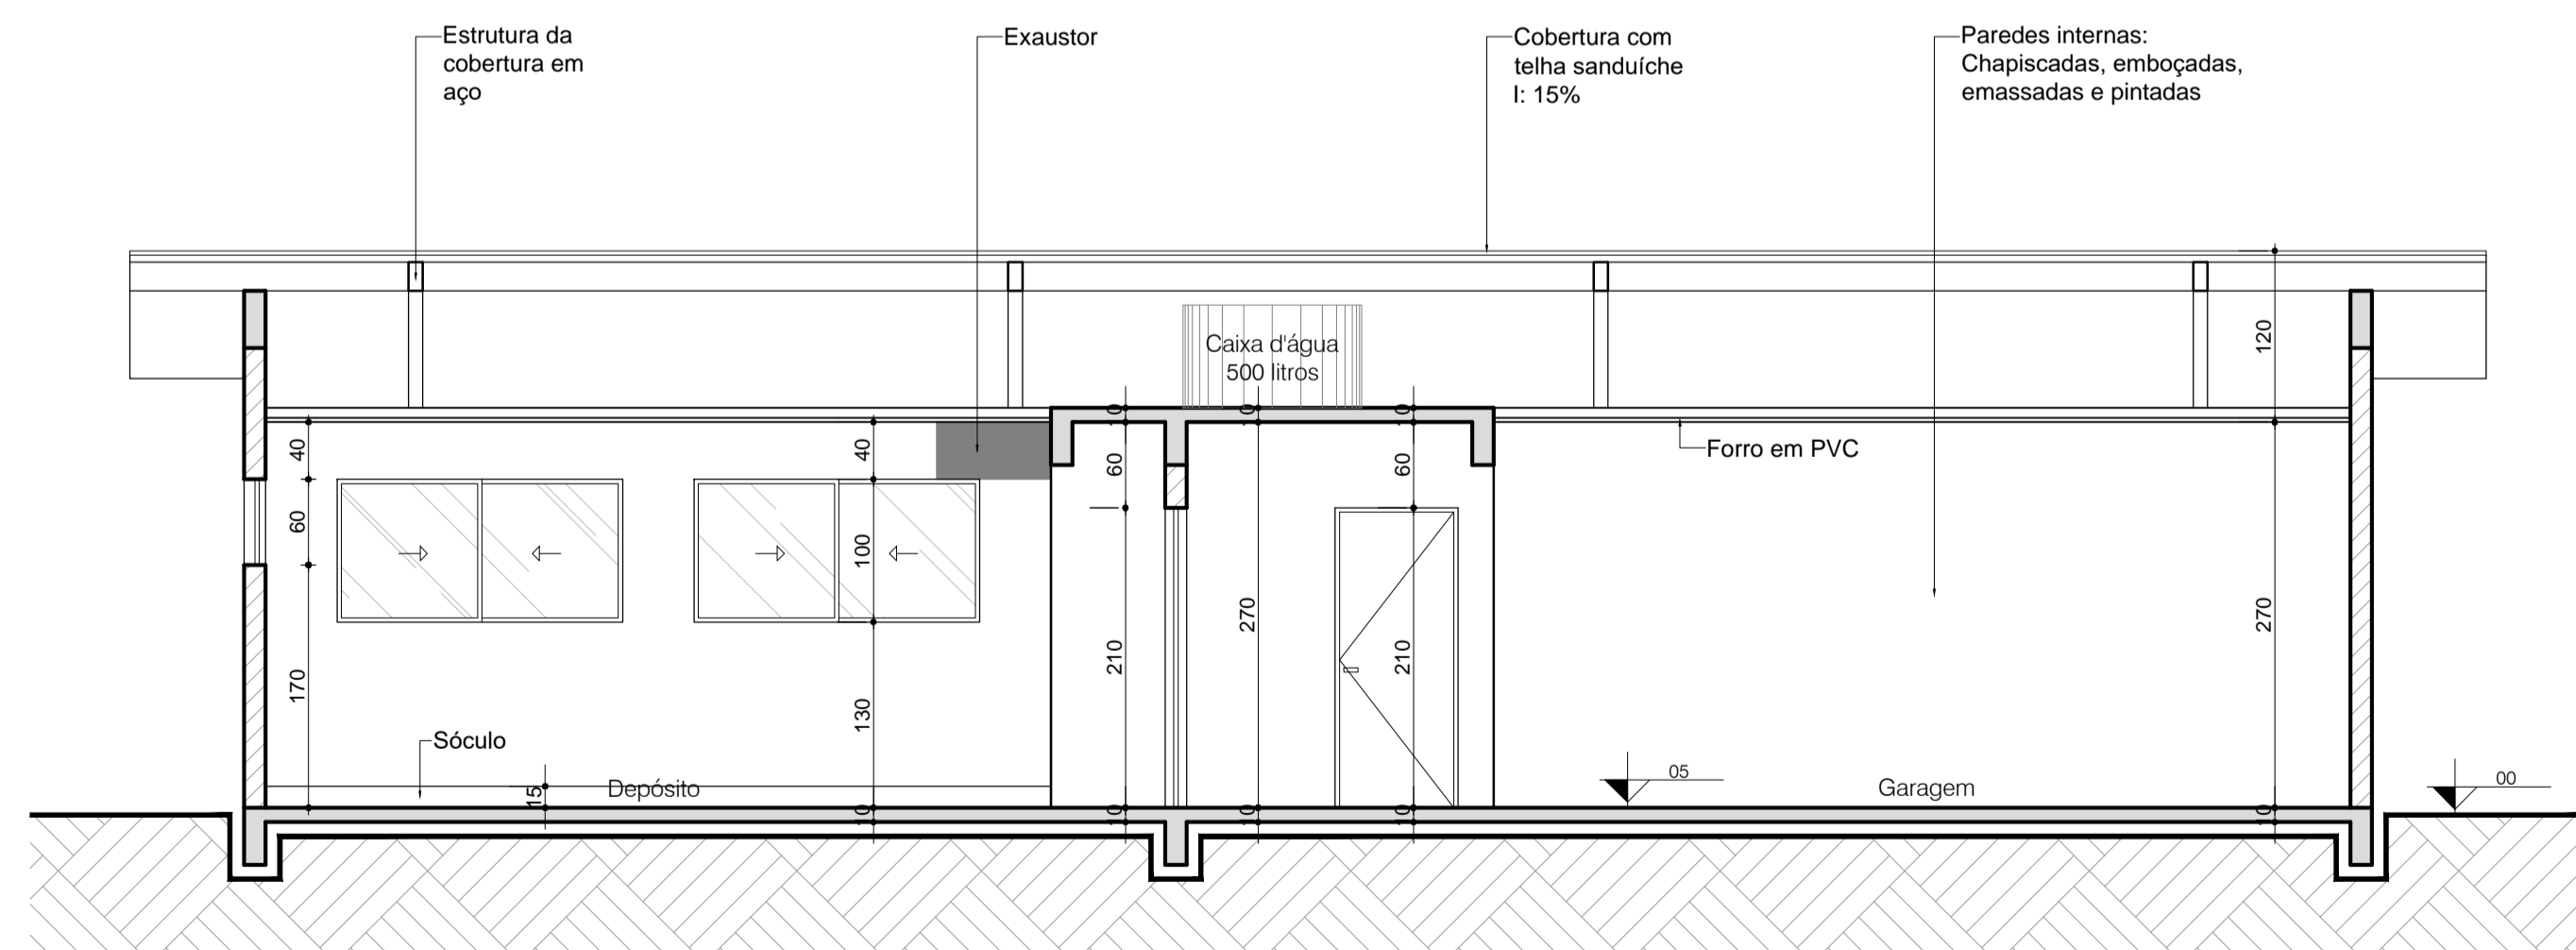 Estrutura da
cobertura em
aço
Exaustor
Cobertura com
telha sanduíche
I: 15%
Paredes internas:
Chapiscadas, emboçadas,
emassadas e pintadas
Caixa d'água
500 litros
120
10
10
10
40
40
60
60
Forro em PVC
60
100
270
270
210
210
170
130
Sóculo
15
Depósito
05
Garagem
00
10
10
10
10
10